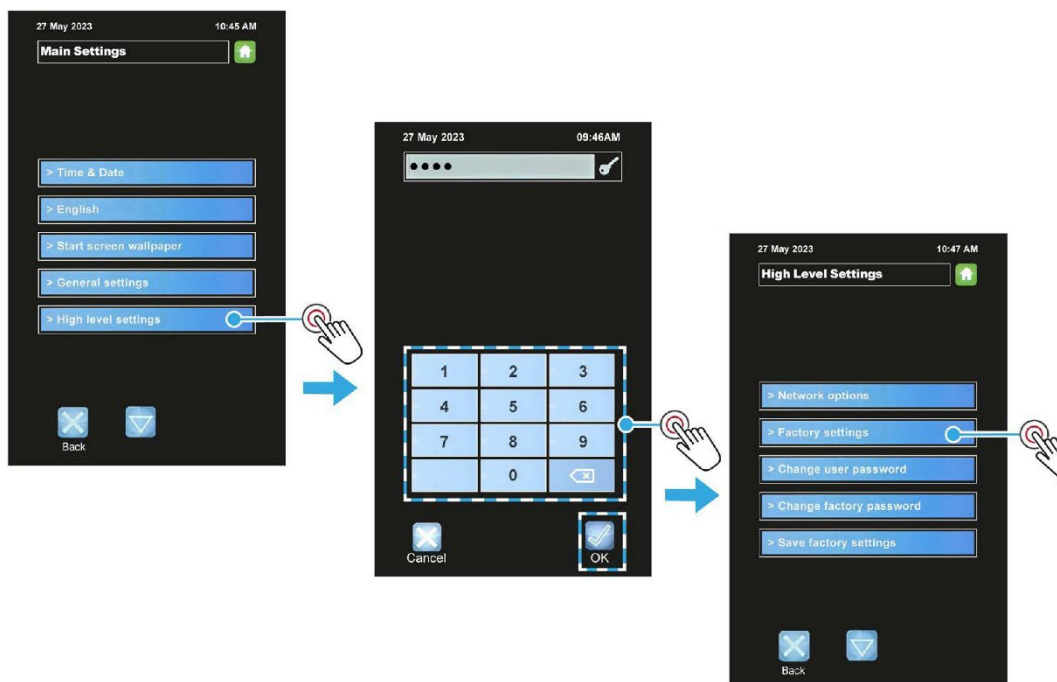 27 May 2023 10:45 AM
Main Settings
> Time & Date
> English
> Start screen wallpaper
> General settings
> High level settings
Back
27 May 2023 09:46AM
●●●●
1 2 3
4 5 6
7 8 9
0
Cancel OK
27 May 2023 10:47 AM
High Level Settings
> Network options
> Factory settings
> Change user password
> Change factory password
> Save factory settings
Back